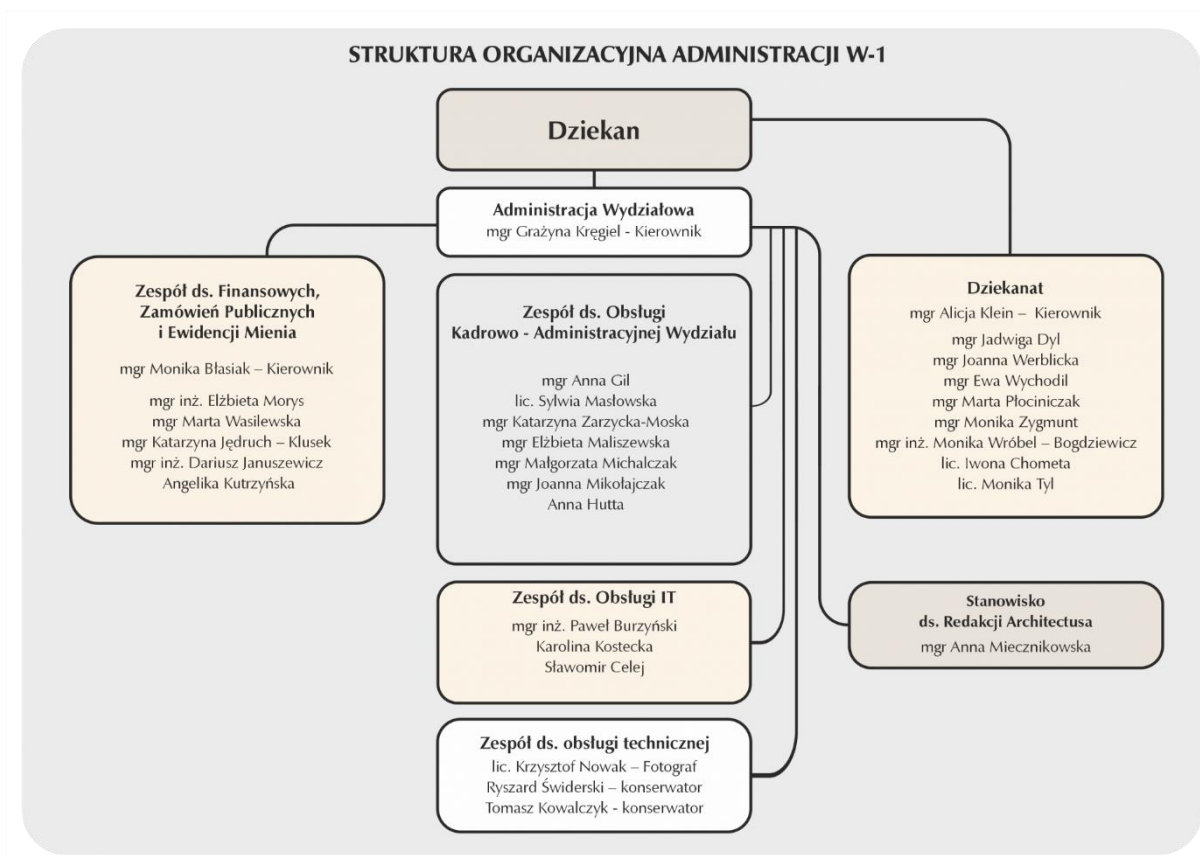 STRUKTURA ORGANIZACYJNA ADMINISTRACJI W-1
Dziekan
Administracja Wydziałowa
mgr Grażyna Kręgiel - Kierownik
Zespół ds. Finansowych,
Zamówień Publicznych
i Ewidencji Mienia
mgr Monika Błasiak – Kierownik
mgr inż. Elżbieta Morys
mgr Marta Wasilewska
mgr Katarzyna Jędruch – Klusek
mgr inż. Dariusz Januszewicz
Angelika Kutrzyńska
Zespół ds. Obsługi
Kadrowo - Administracyjnej Wydziału
mgr Anna Gil
lic. Sylwia Masłowska
mgr Katarzyna Zarzycka-Moska
mgr Elżbieta Maliszewska
mgr Małgorzata Michalczak
mgr Joanna Mikołajczak
Anna Hutta
Dziekanat
mgr Alicja Klein – Kierownik
mgr Jadwiga Dyl
mgr Joanna Werblicka
mgr Ewa Wychodil
mgr Marta Płociniczak
mgr Monika Zygmunt
mgr inż. Monika Wróbel – Bogdziewicz
lic. Iwona Chometa
lic. Monika Tyl
Zespół ds. Obsługi IT
mgr inż. Paweł Burzyński
Karolina Kostecka
Sławomir Celej
Stanowisko
ds. Redakcji Architectusa
mgr Anna Miecznikowska
Zespół ds. obsługi technicznej
lic. Krzysztof Nowak – Fotograf
Ryszard Świderski – konserwator
Tomasz Kowalczyk - konserwator